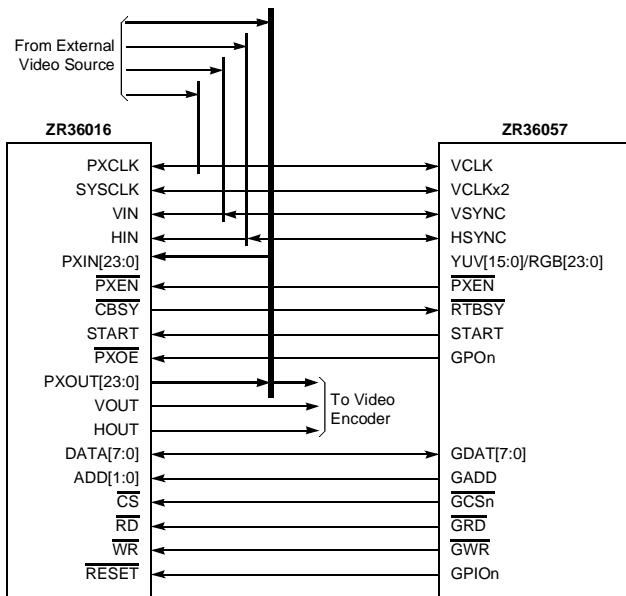 From External
Video Source
ZR36016 ZR36057
PXCLK VCLK
SYSCLK VCLKx2
VIN VSYNC
HIN HSYNC
PXIN[23:0] YUV[15:0]/RGB[23:0]
PXEN PXEN
CBSY RTBSY
START START
PXOE GPOn
PXOUT[23:0]
VOUT To Video
HOUT Encoder
DATA[7:0] GDAT[7:0]
ADD[1:0] GADD
CS GCSn
RD GRD
WR GWR
RESET GPIOn